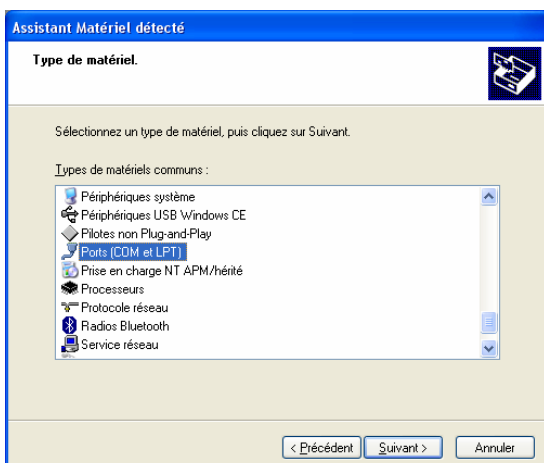 Assistant Matériel détecté
Type de matériel.
Sélectionnez un type de matériel, puis cliquez sur Suivant.
Types de matériels communs :
Périphériques système
Périphériques USB Windows CE
Pilotes non Plug-and-Play
Ports (COM et LPT)
Prise en charge NT APM/hérité
Processeurs
Protocole réseau
Radios Bluetooth
Service réseau
< Précédent
Suivant >
Annuler